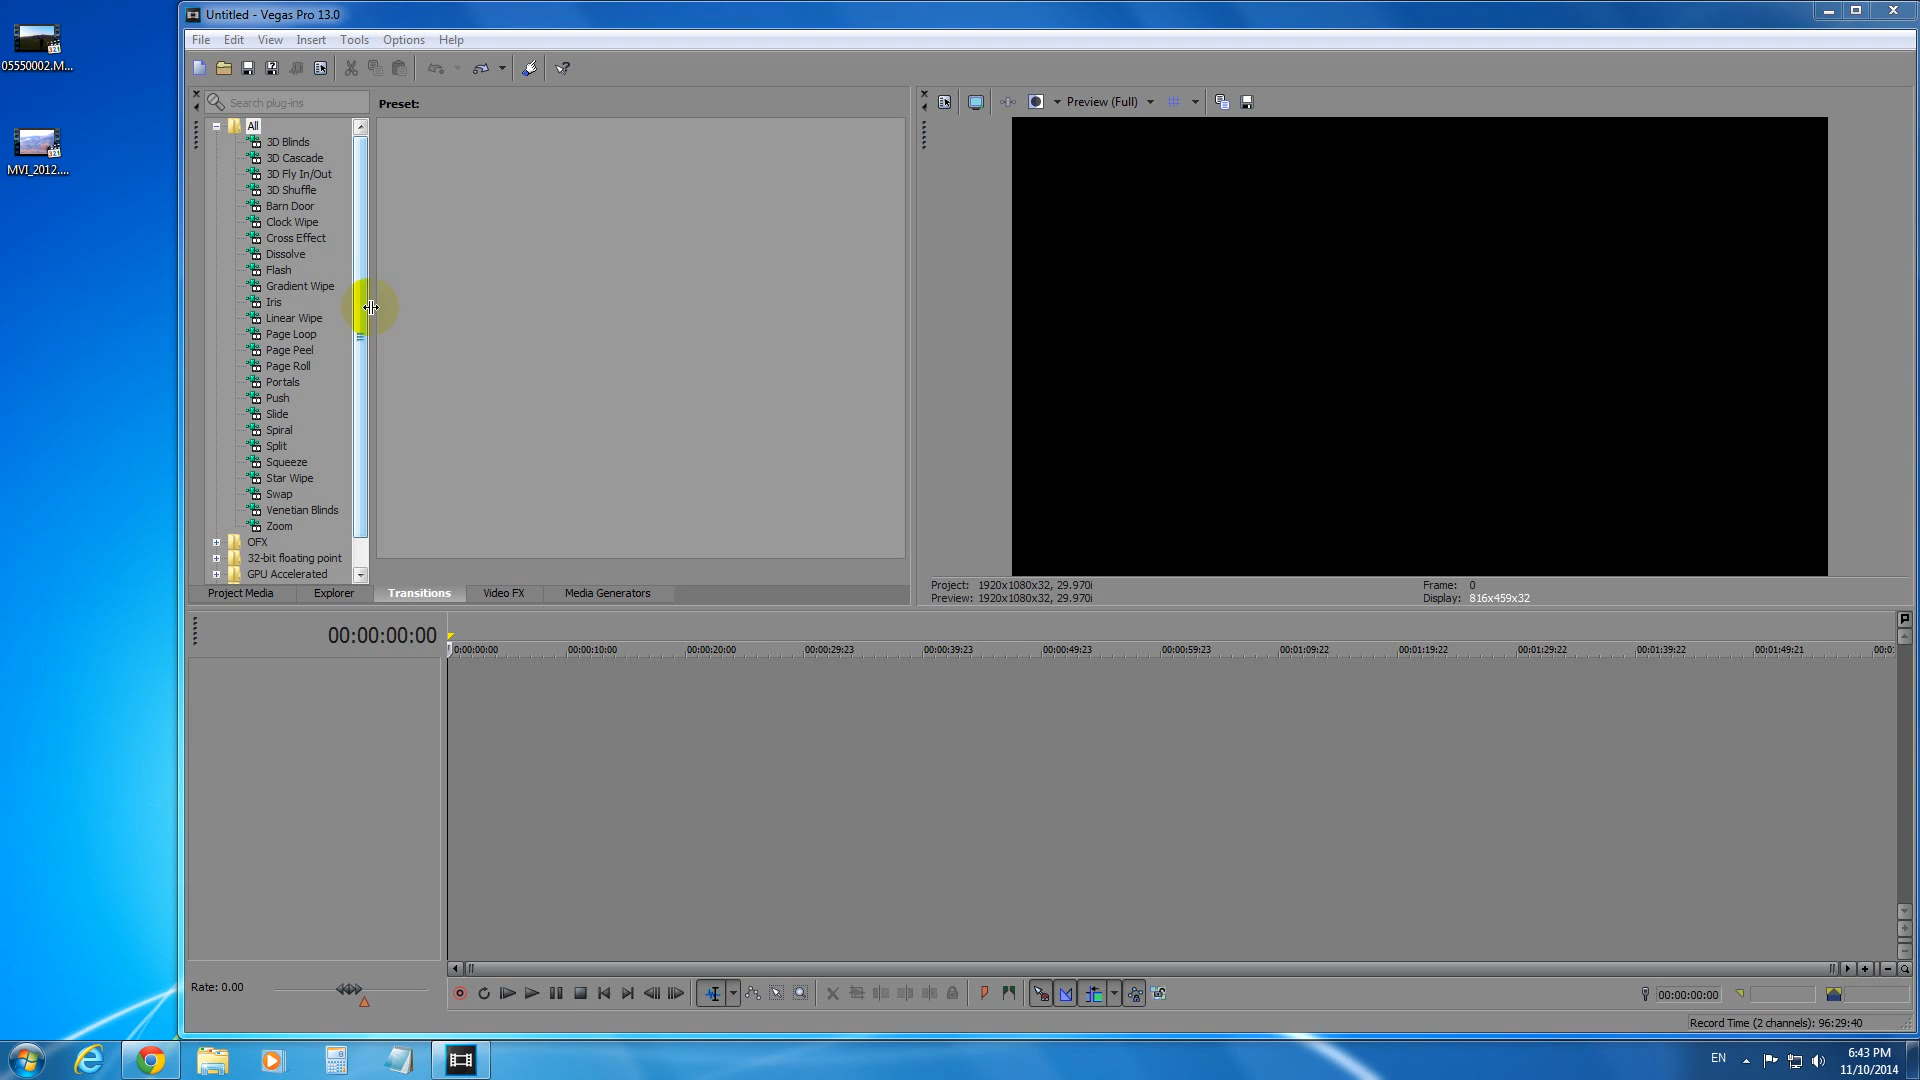 05550002.M...
MVI_2012....
Untitled - Vegas Pro 13.0
File Edit View Insert Tools Options Help
Search plug-ins
Preset:
All
3D Blinds
3D Cascade
3D Fly In/Out
3D Shuffle
Barn Door
Clock Wipe
Cross Effect
Dissolve
Flash
Gradient Wipe
Iris
Linear Wipe
Page Loop
Page Peel
Page Roll
Portals
Push
Slide
Spiral
Split
Squeeze
Star Wipe
Swap
Venetian Blinds
Zoom
OFX
32-bit floating point
GPU Accelerated
Project Media Explorer Transitions Video FX Media Generators
Preview (Full)
Project: 1920x1080x32, 29.970i
Preview: 1920x1080x32, 29.970i
Frame: 0
Display: 816x459x32
00:00:00:00
0:00:00:00 00:00:10:00 00:00:20:00 00:00:29:23 00:00:39:23 00:00:49:23 00:00:59:23 00:01:09:22 00:01:19:22 00:01:29:22 00:01:39:22 00:01:49:21 00:0
Rate: 0.00
00:00:00:00
Record Time (2 channels): 96:29:40
EN
6:43 PM
11/10/2014